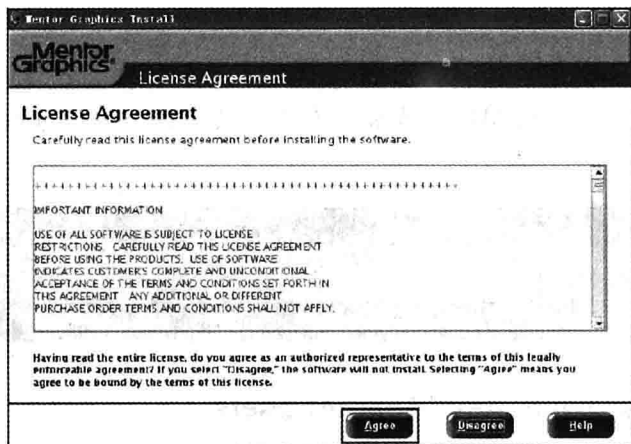 Mentor Graphics Install
Mentor
Graphics
License Agreement
License Agreement
Carefully read this license agreement before installing the software.
IMPORTANT INFORMATION
USE OF ALL SOFTWARE IS SUBJECT TO LICENSE
RESTRICTIONS. CAREFULLY READ THIS LICENSE AGREEMENT
BEFORE USING THE PRODUCTS. USE OF SOFTWARE
INDICATES CUSTOMER'S COMPLETE AND UNCONDITIONAL
ACCEPTANCE OF THE TERMS AND CONDITIONS SET FORTH IN
THIS AGREEMENT. ANY ADDITIONAL OR DIFFERENT
PURCHASE ORDER TERMS AND CONDITIONS SHALL NOT APPLY.
Having read the entire license, do you agree as an authorized representative to the terms of this legally
enforceable agreement? If you select "Disagree," the software will not install. Selecting "Agree" means you
agree to be bound by the terms of this license.
Agree
Disagree
Help